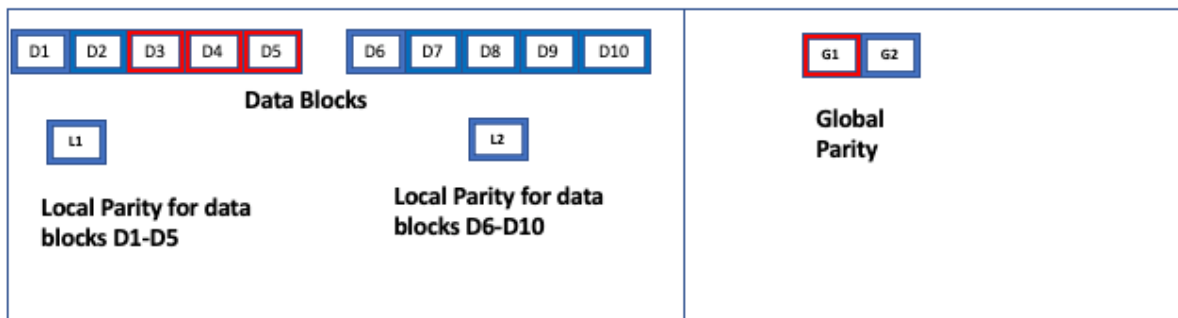 D1 D2 D3 D4 D5 D6 D7 D8 D9 D10
Data Blocks
L1
Local Parity for data
blocks D1-D5
L2
Local Parity for data
blocks D6-D10
G1 G2
Global
Parity